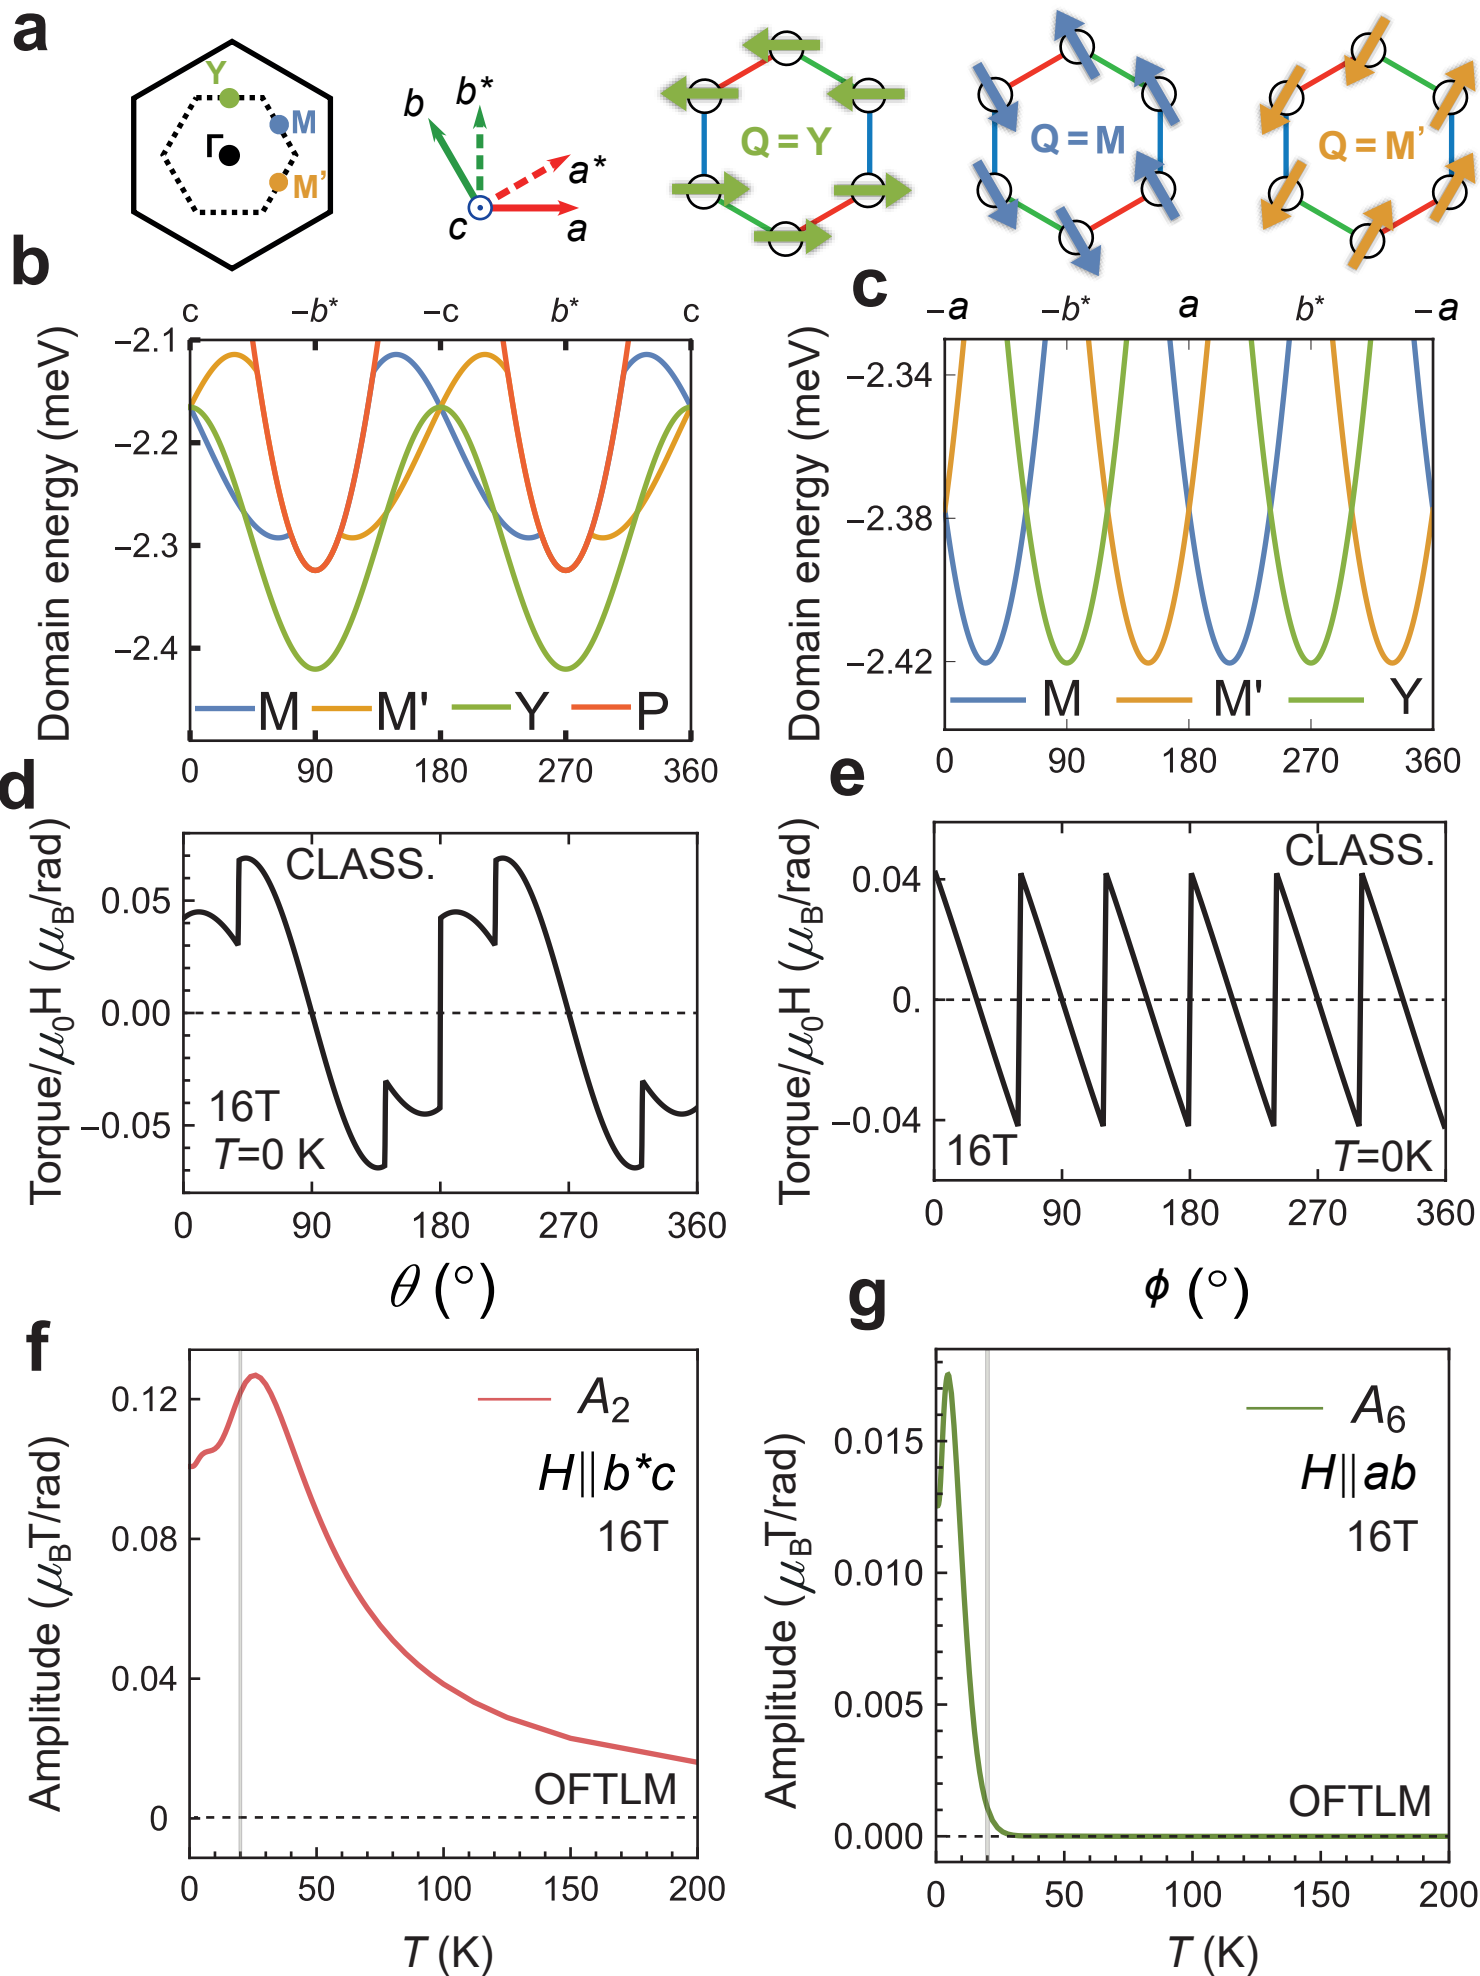 a
Y
M
Γ
M'
b
b*
a*
c
a
Q = Y
Q = M
Q = M'
b
c -b* -c b* c
Domain energy (meV)
-2.1
-2.2
-2.3
-2.4
M M' Y P
0 90 180 270 360
c
-a -b* a b* -a
Domain energy (meV)
-2.34
-2.38
-2.42
M M' Y
0 90 180 270 360
d
Torque/μ0H (μB/rad)
0.05
0.00
-0.05
CLASS.
16T
T=0 K
0 90 180 270 360
θ (°)
e
Torque/μ0H (μB/rad)
0.04
0.
-0.04
CLASS.
16T
T=0K
0 90 180 270 360
ϕ (°)
f
Amplitude (μBT/rad)
0.12
0.08
0.04
0
A2
H||b*c
16T
OFTLM
0 50 100 150 200
T (K)
g
Amplitude (μBT/rad)
0.015
0.010
0.005
0.000
A6
H||ab
16T
OFTLM
0 50 100 150 200
T (K)